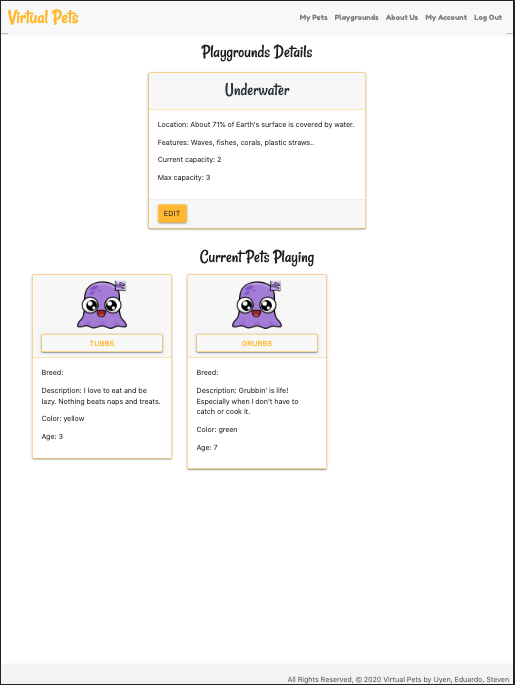 Virtual Pets
My Pets Playgrounds About Us My Account Log Out
Playgrounds Details
Underwater
Location: About 71% of Earth's surface is covered by water.
Features: Waves, fishes, corals, plastic straws..
Current capacity: 2
Max capacity: 3
EDIT
Current Pets Playing
TUBBS
Breed:
Description: I love to eat and be
lazy. Nothing beats naps and treats.
Color: yellow
Age: 3
GRUBBS
Breed:
Description: Grubbin' is life!
Especially when I don't have to
catch or cook it.
Color: green
Age: 7
All Rights Reserved, © 2020 Virtual Pets by Uyen, Eduardo, Steven